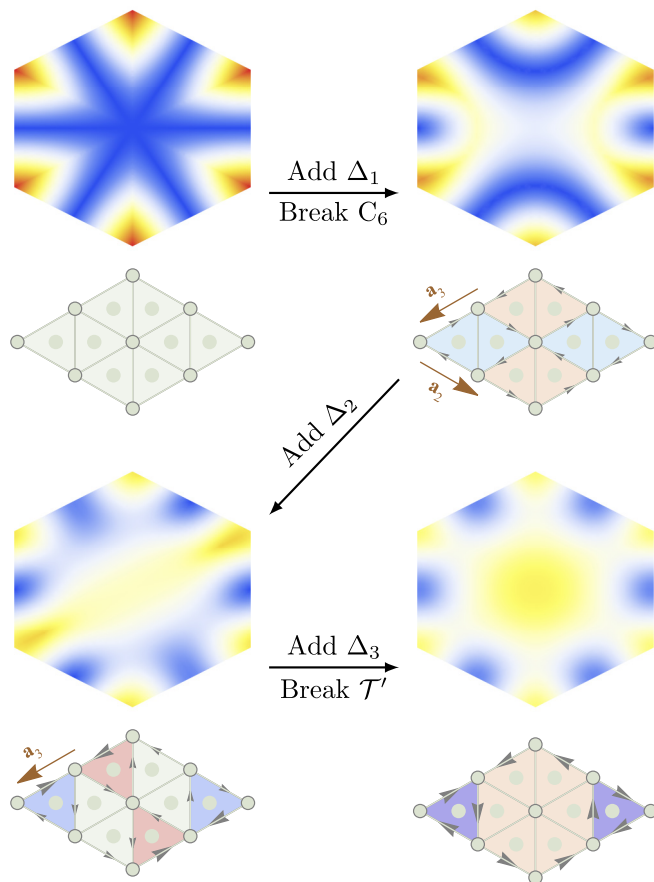 Add Δ₁
Break C₆
a₃
a₂
Add Δ₂
Add Δ₃
Break 𝒯′
a₃